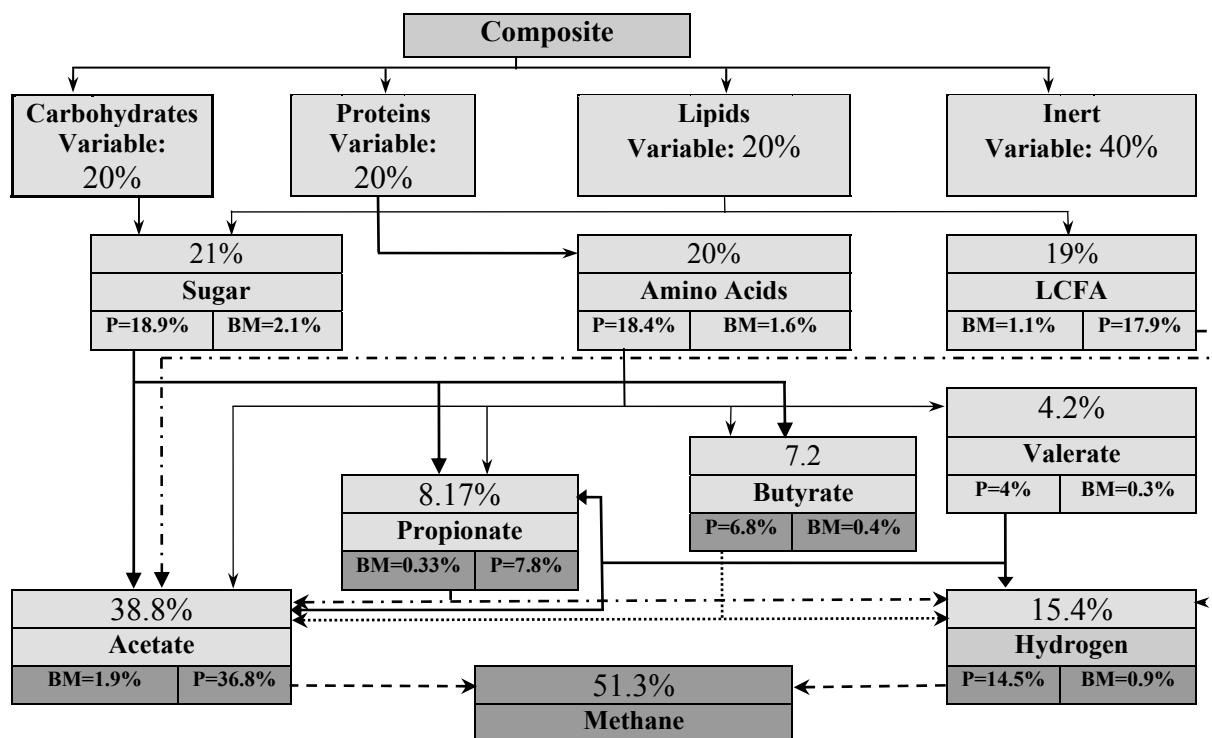 Composite
Carbohydrates
Variable:
20%
Proteins
Variable:
20%
Lipids
Variable: 20%
Inert
Variable: 40%
21%
Sugar
P=18.9%
BM=2.1%
20%
Amino Acids
P=18.4%
BM=1.6%
19%
LCFA
BM=1.1%
P=17.9%
4.2%
Valerate
P=4%
BM=0.3%
7.2
Butyrate
P=6.8%
BM=0.4%
8.17%
Propionate
BM=0.33%
P=7.8%
38.8%
Acetate
BM=1.9%
P=36.8%
15.4%
Hydrogen
P=14.5%
BM=0.9%
51.3%
Methane